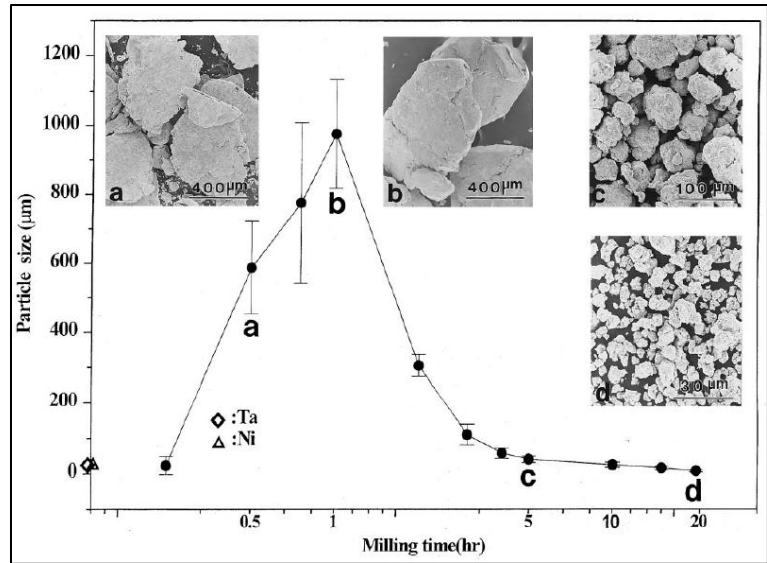 1200
1000
800
600
400
200
0
Particle size (μm)
a
400μm
b
400μm
c
100μm
d
30μm
b
a
c
d
◇ :Ta
△ :Ni
0.5
1
5
10
20
Milling time(hr)